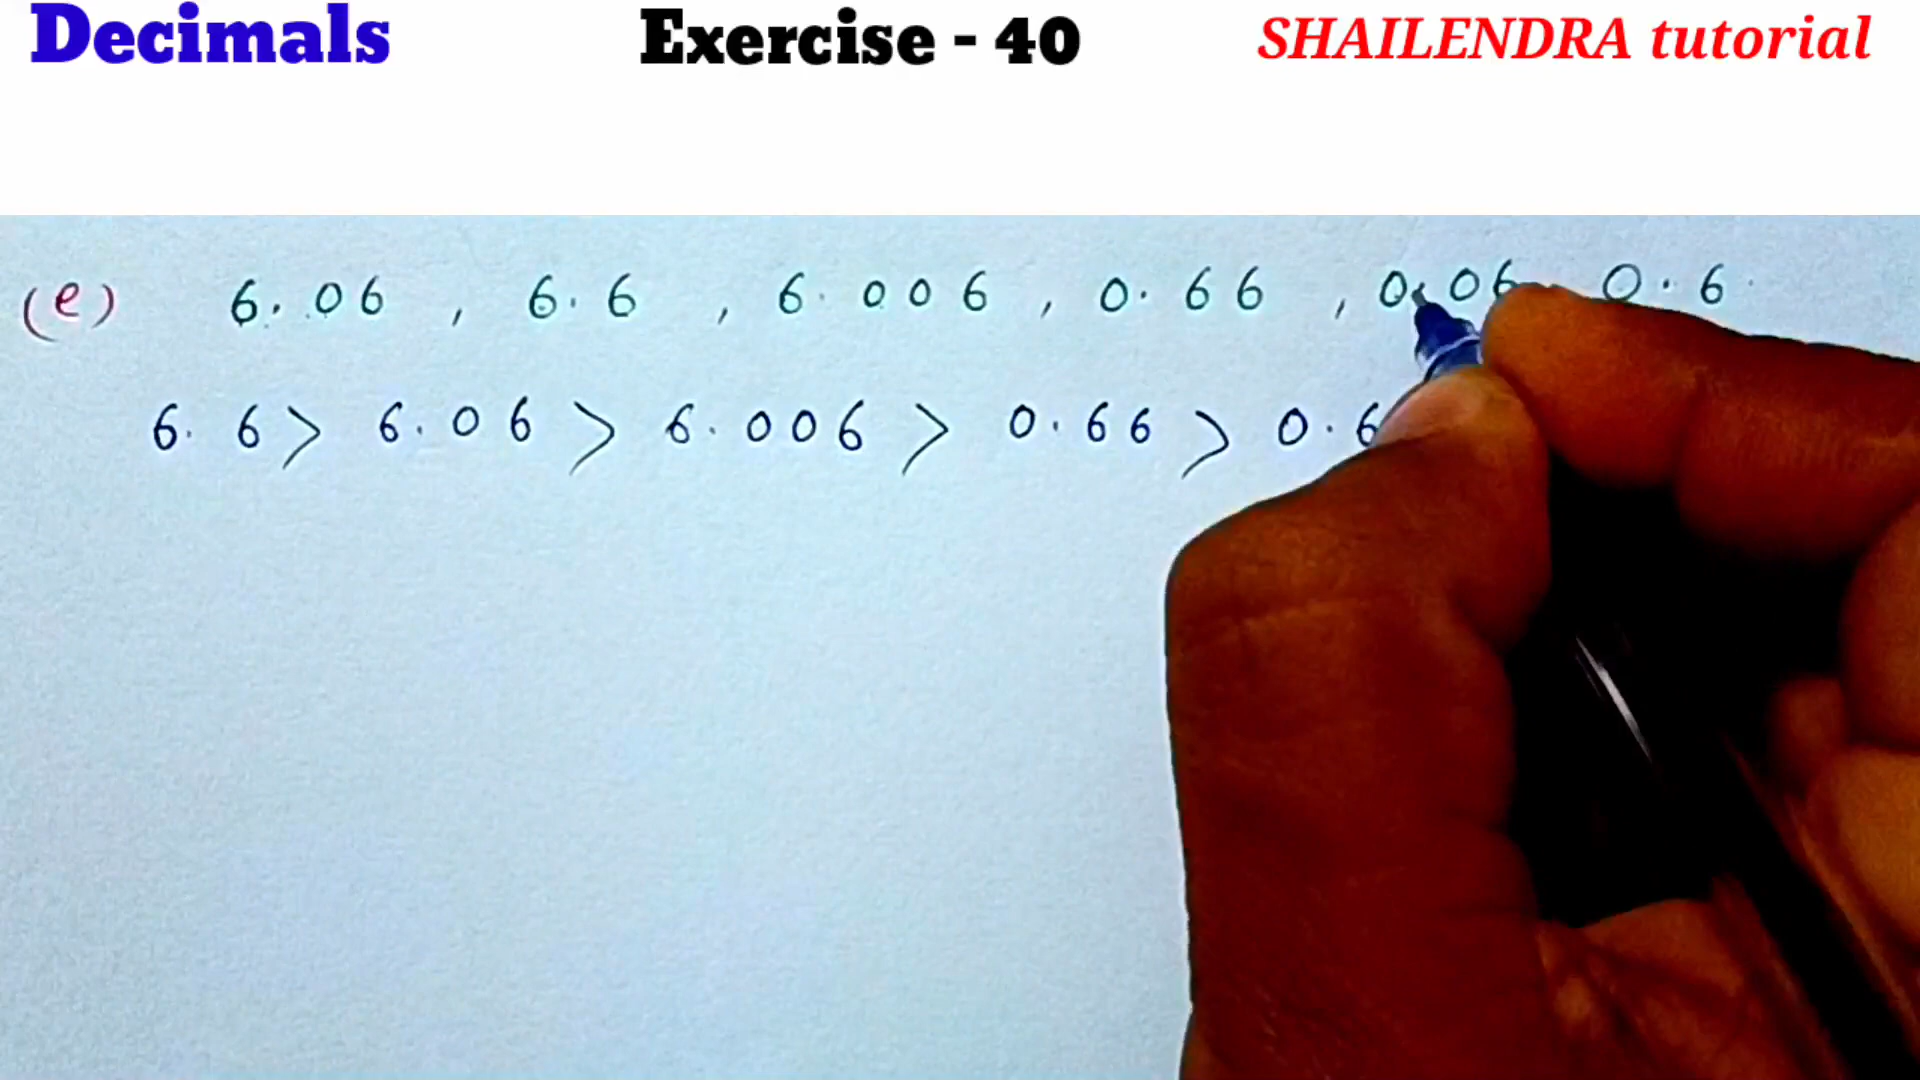 Decimals Exercise - 40 SHAILENDRA tutorial
(e) 6.06 , 6.6 , 6.006 , 0.66 , 0.06 0.6
6.6 > 6.06 > 6.006 > 0.66 > 0.6